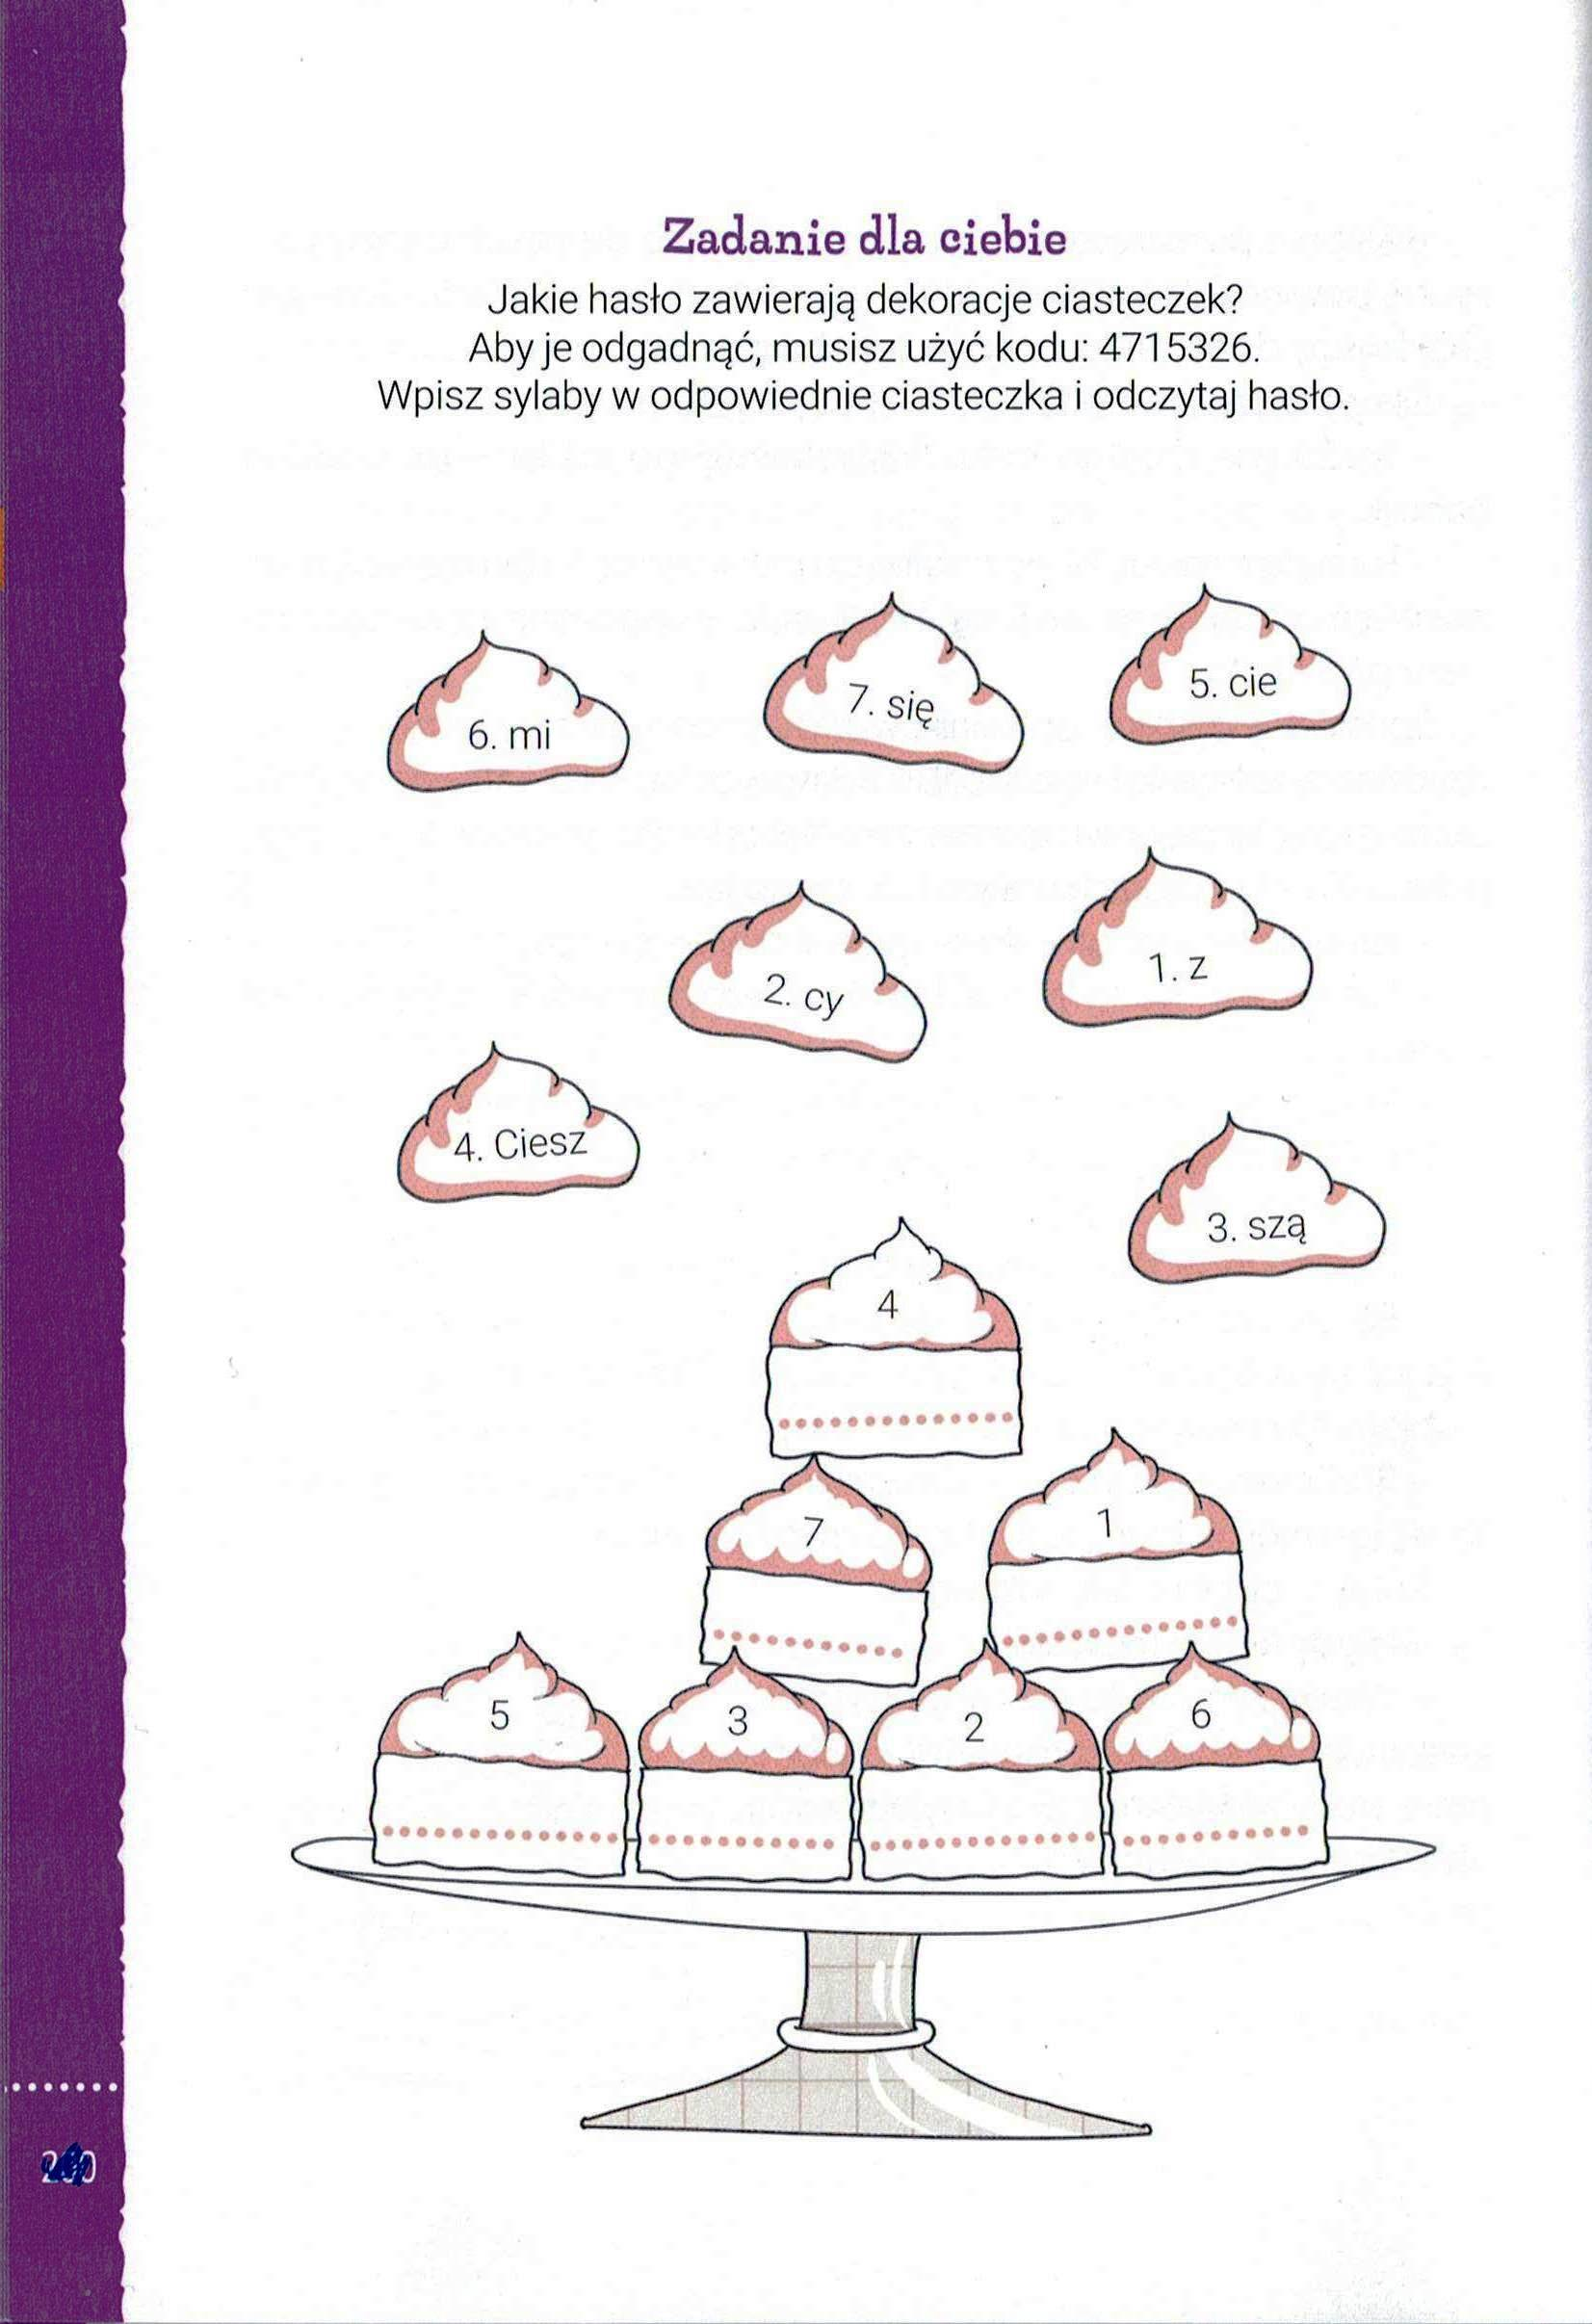 Zadanie dla ciebie
Jakie hasło zawierają dekoracje ciasteczek?
Aby je odgadnąć, musisz użyć kodu: 4715326.
Wpisz sylaby w odpowiednie ciasteczka i odczytaj hasło.
6. mi
7. się
5. cie
2. cy
1. z
4. Ciesz
3. szą
4
7
1
5
3
2
6